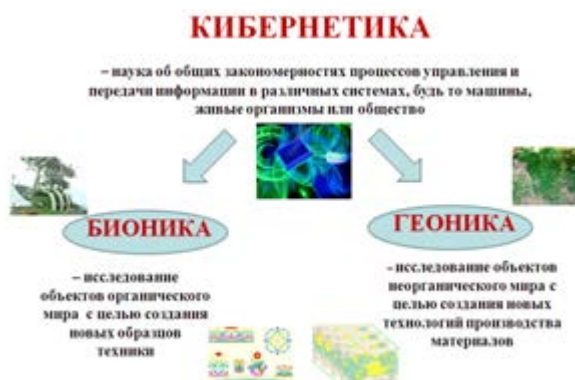 КИБЕРНЕТИКА
– наука об общих закономерностях процессов управления и
передачи информации в различных системах, будь то машины,
живые организмы или общество
БИОНИКА
– исследование
объектов органического
мира с целью создания
новых образцов
техники
ГЕОНИКА
- исследование объектов
неорганического мира с
целью создания новых
технологий производства
материалов